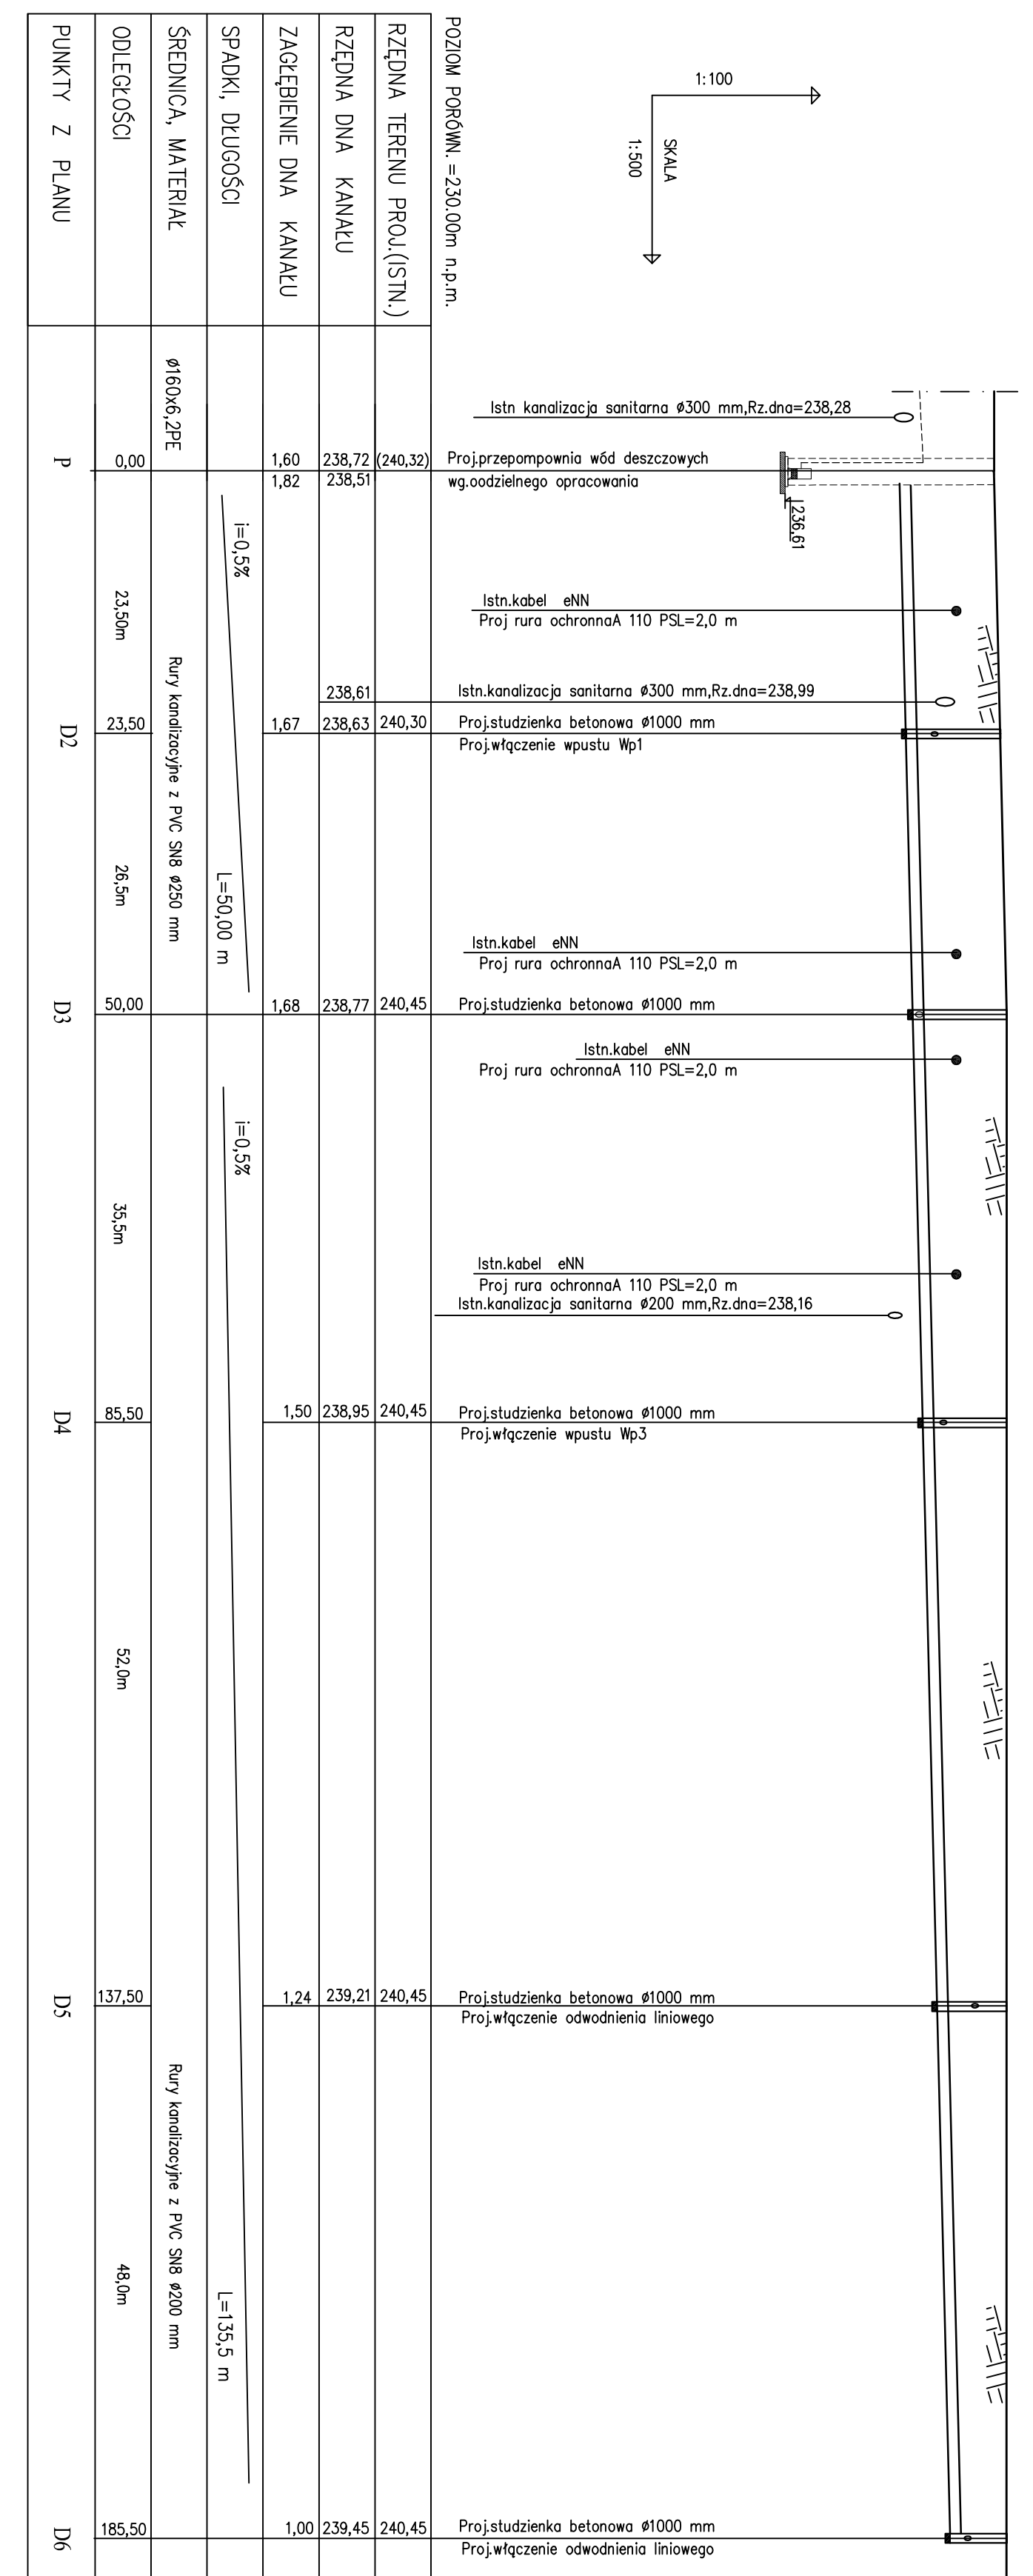 1:100
SKALA
1:500
POZIOM PORÓWN. =230.00m n.p.m.
RZĘDNA TERENU PROJ.(ISTN.)
RZĘDNA DNA KANAŁU
ZAGŁĘBIENIE DNA KANAŁU
SPADKI, DŁUGOŚCI
ŚREDNICA, MATERIAŁ
ODLEGŁOŚCI
PUNKTY Z PLANU
Istn kanalizacja sanitarna ø300 mm,Rz.dna=238,28
Ø160x6,2PE
P
0,00
1,60
238,72
(240,32)
Proj.przepompownia wód deszczowych
1,82
238,51
wg.oodzielnego opracowania
236,61
i=0,5%
23,50m
Istn.kabel eNN
Proj rura ochronnaA 110 PSL=2,0 m
238,61
Istn.kanalizacja sanitarna ø300 mm,Rz.dna=238,99
D2
23,50
1,67
238,63
240,30
Proj.studzienka betonowa ø1000 mm
Proj.włączenie wpustu Wp1
Rury kanalizacyjne z PVC SN8 ø250 mm
26,5m
L=50,00 m
Istn.kabel eNN
Proj rura ochronnaA 110 PSL=2,0 m
D3
50,00
1,68
238,77
240,45
Proj.studzienka betonowa ø1000 mm
Istn.kabel eNN
Proj rura ochronnaA 110 PSL=2,0 m
i=0,5%
35,5m
Istn.kabel eNN
Proj rura ochronnaA 110 PSL=2,0 m
Istn.kanalizacja sanitarna ø200 mm,Rz.dna=238,16
D4
85,50
1,50
238,95
240,45
Proj.studzienka betonowa ø1000 mm
Proj.włączenie wpustu Wp3
52,0m
D5
137,50
1,24
239,21
240,45
Proj.studzienka betonowa ø1000 mm
Proj.włączenie odwodnienia liniowego
Rury kanalizacyjne z PVC SN8 ø200 mm
48,0m
L=135,5 m
D6
185,50
1,00
239,45
240,45
Proj.studzienka betonowa ø1000 mm
Proj.włączenie odwodnienia liniowego